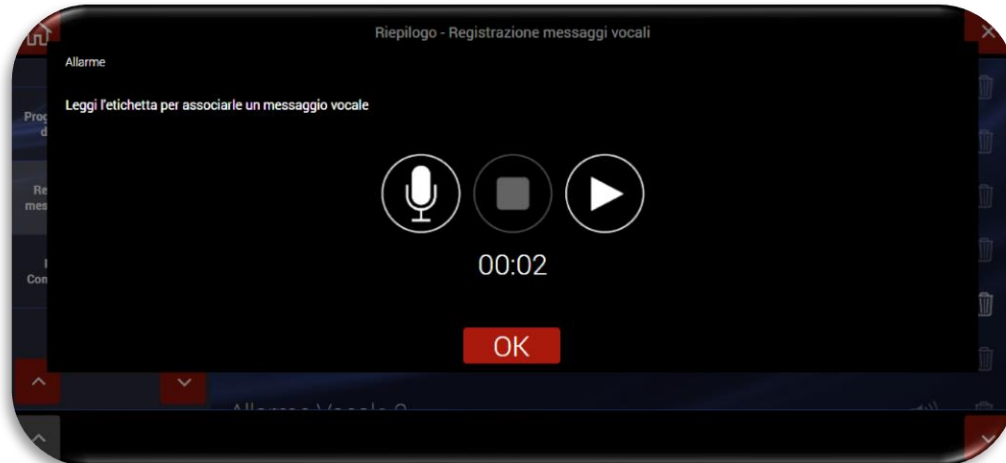 Riepilogo - Registrazione messaggi vocali
Allarme
Leggi l'etichetta per associarle un messaggio vocale
00:02
OK